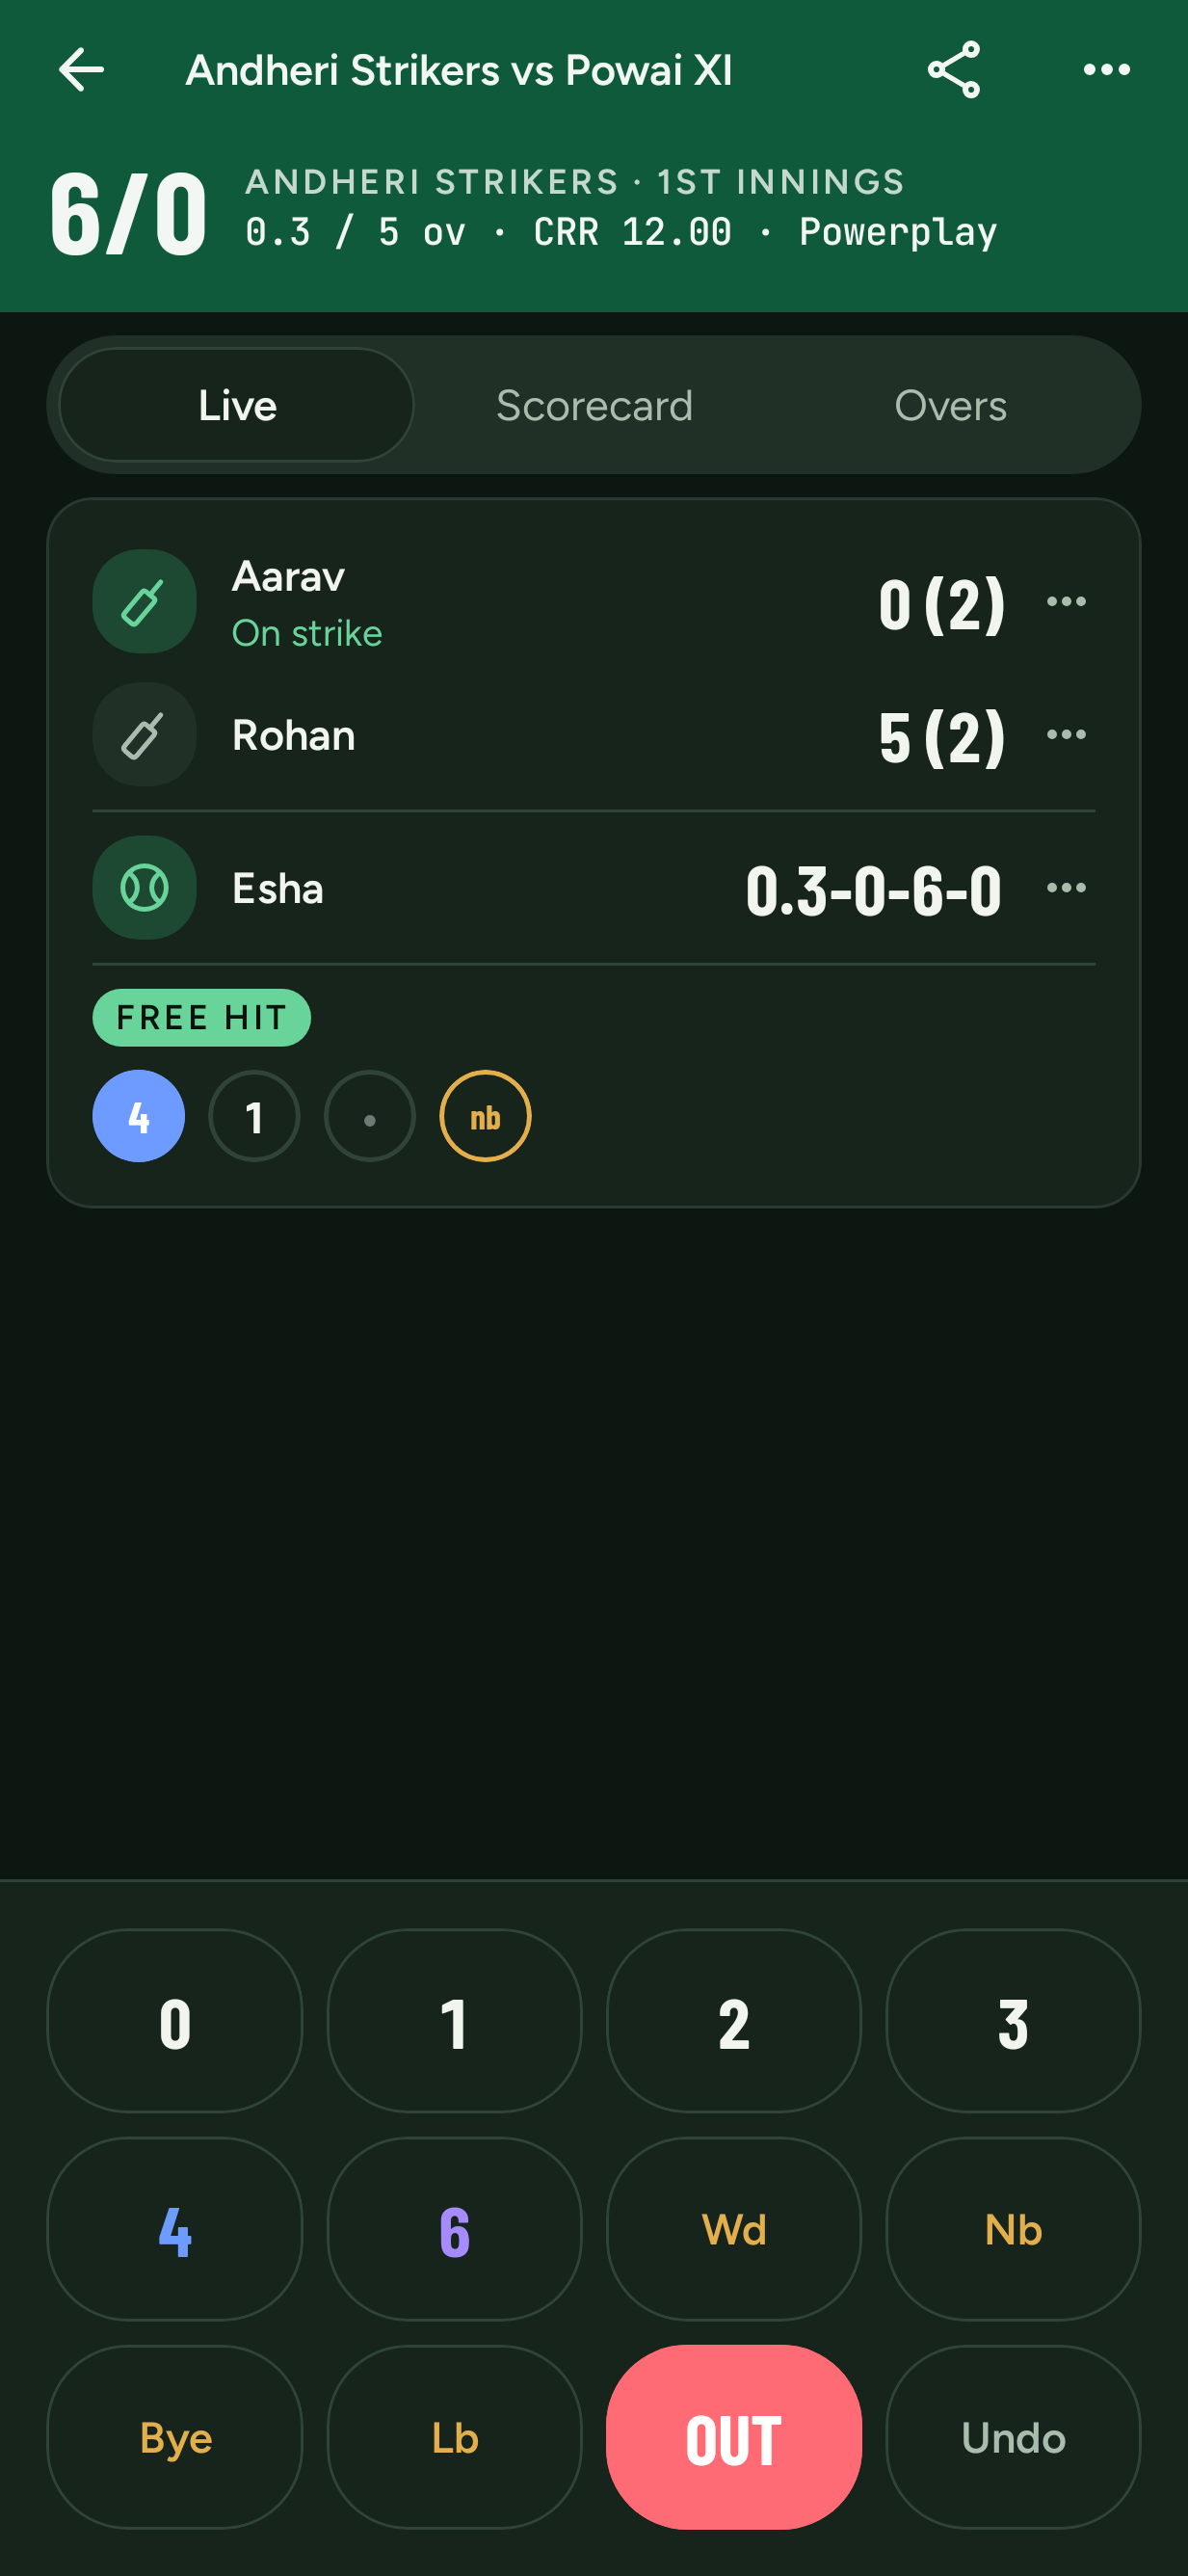 Andheri Strikers vs Powai XI
6/0
ANDHERI STRIKERS · 1ST INNINGS
0.3 / 5 ov · CRR 12.00 · Powerplay
Live Scorecard Overs
Aarav 0 (2)
On strike
Rohan 5 (2)
Esha 0.3-0-6-0
FREE HIT
4 1 • nb
0 1 2 3
4 6 Wd Nb
Bye Lb OUT Undo